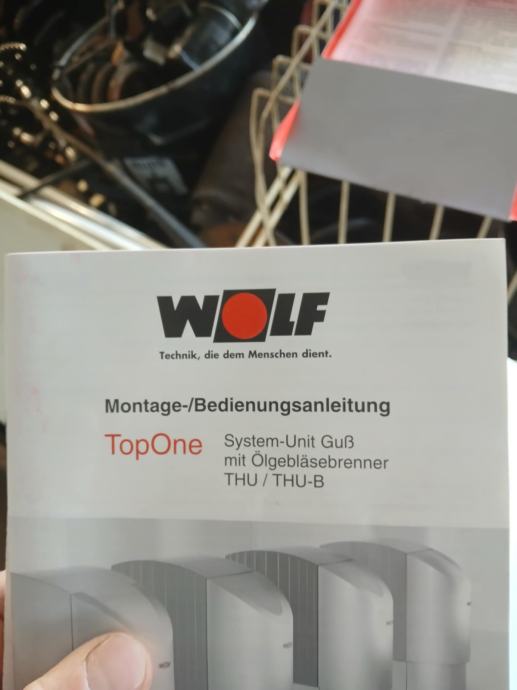 WOLF
Technik, die dem Menschen dient.
Montage-/Bedienungsanleitung
TopOne
System-Unit Guß
mit Ölgebläsebrenner
THU / THU-B